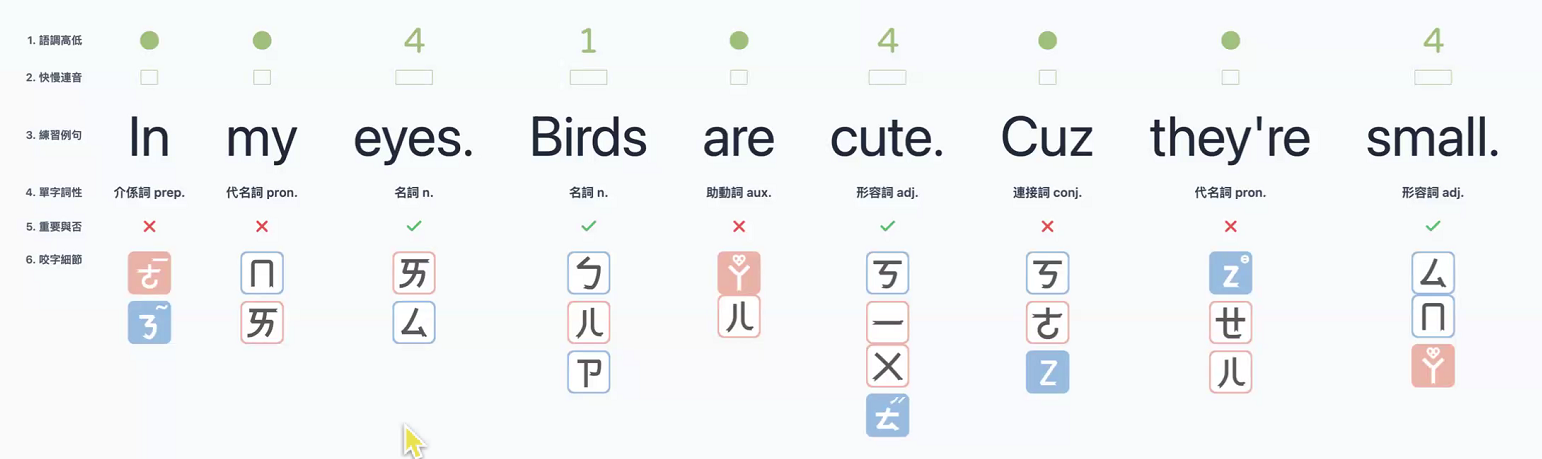 1. 語調高低 4 1 4 4
2. 快慢連音
3. 練習例句 In my eyes. Birds are cute. Cuz they're small.
4. 單字詞性 介係詞 prep. 代名詞 pron. 名詞 n. 名詞 n. 助動詞 aux. 形容詞 adj. 連接詞 conj. 代名詞 pron. 形容詞 adj.
5. 重要與否
6. 咬字細節 ㄇ ㄞ ㄅ ㄎ ㄎ z ㄙ
ㄞ ㄙ ㄦ ㄦ ㄧ ㄜ ㄝ ㄇ
ㄗ ㄨ Z ㄦ